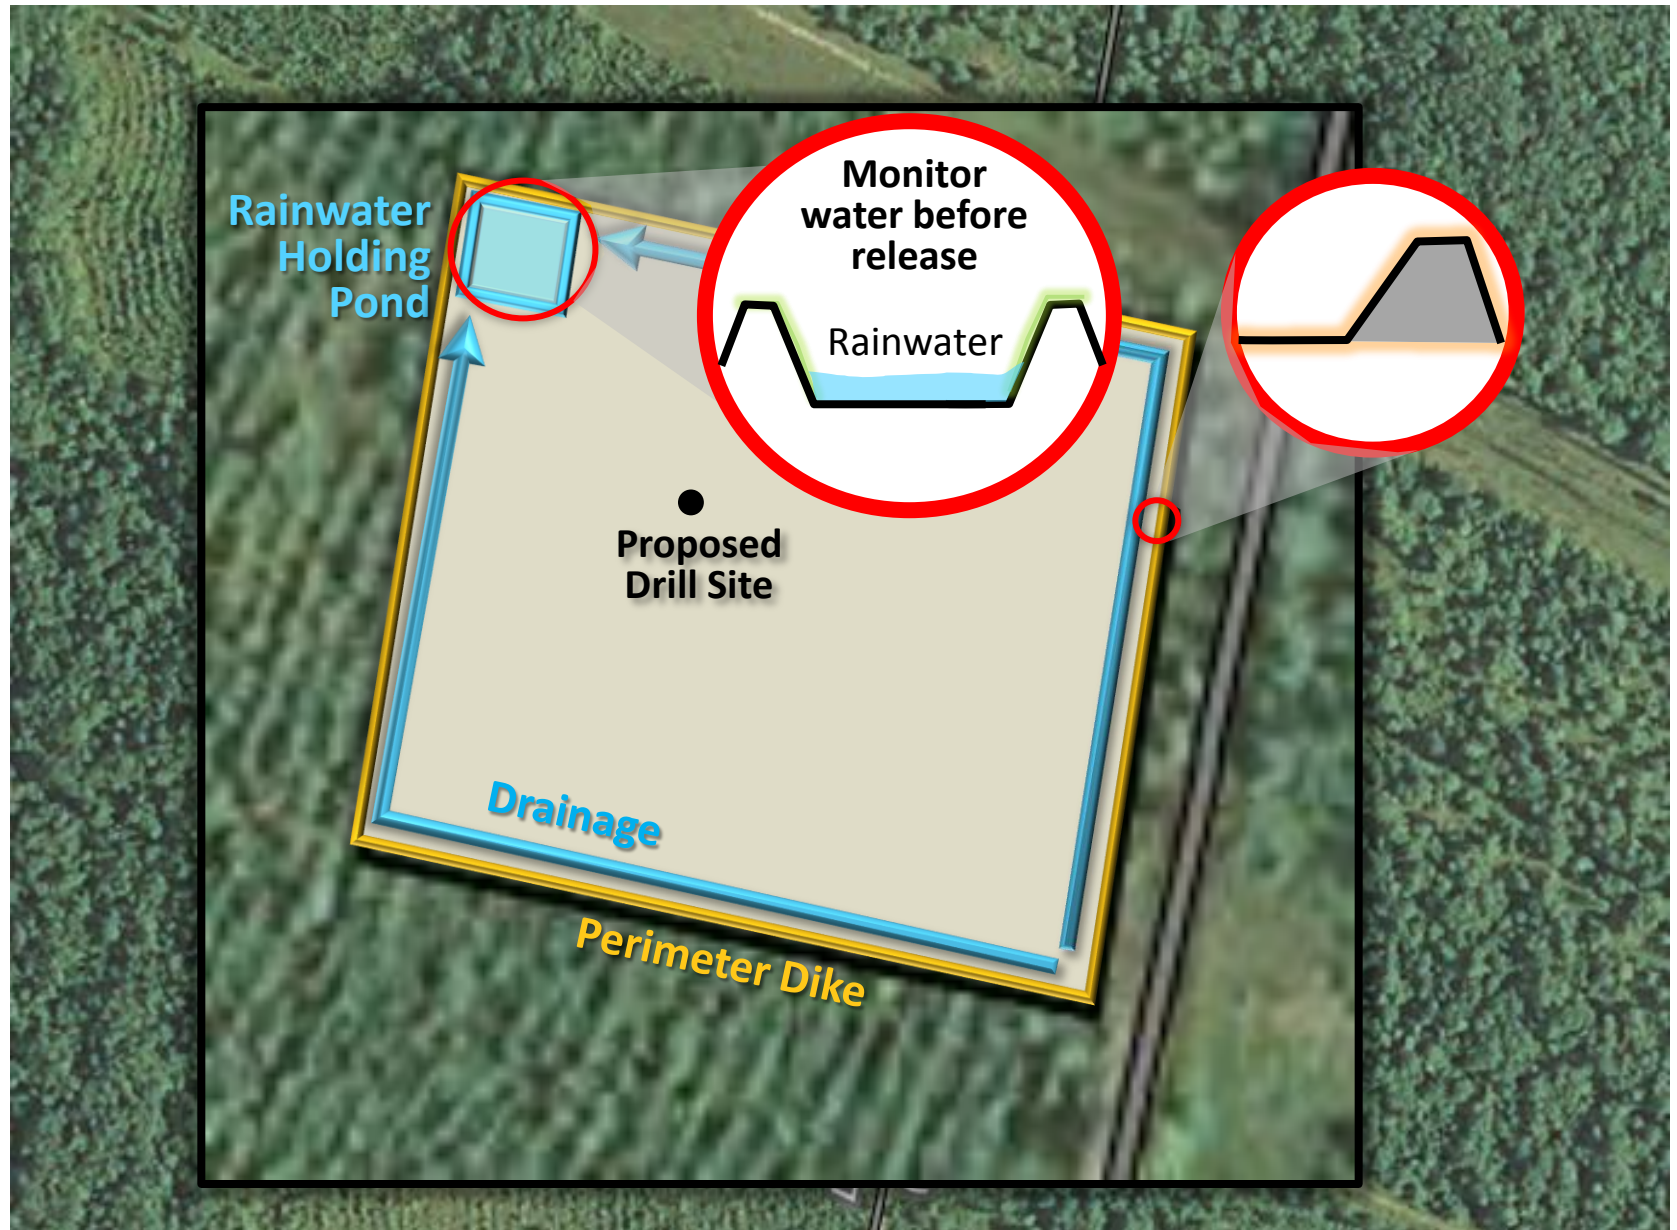 Rainwater
Holding
Pond
Monitor
water before
release
Rainwater
Proposed
Drill Site
Drainage
Perimeter Dike